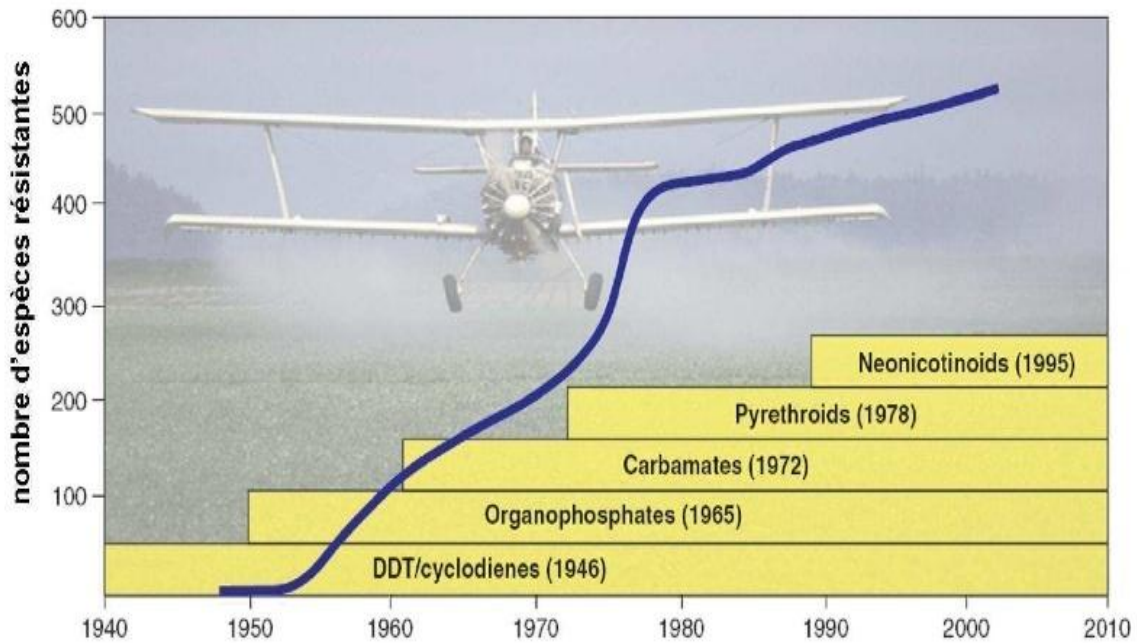 600
500
400
300
200
100
nombre d'espèces résistantes
Neonicotinoids (1995)
Pyrethroids (1978)
Carbamates (1972)
Organophosphates (1965)
DDT/cyclodienes (1946)
1940 1950 1960 1970 1980 1990 2000 2010